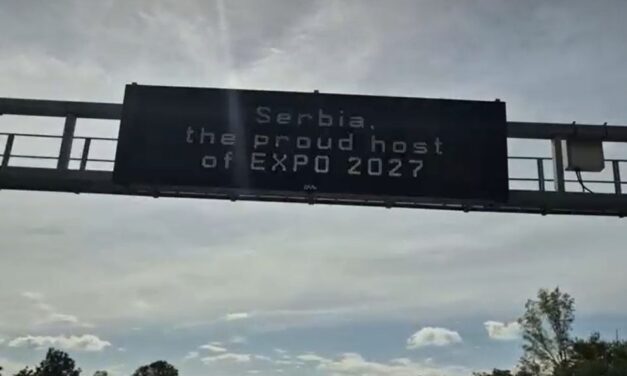 Serbia,
the proud host
of EXPO 2027